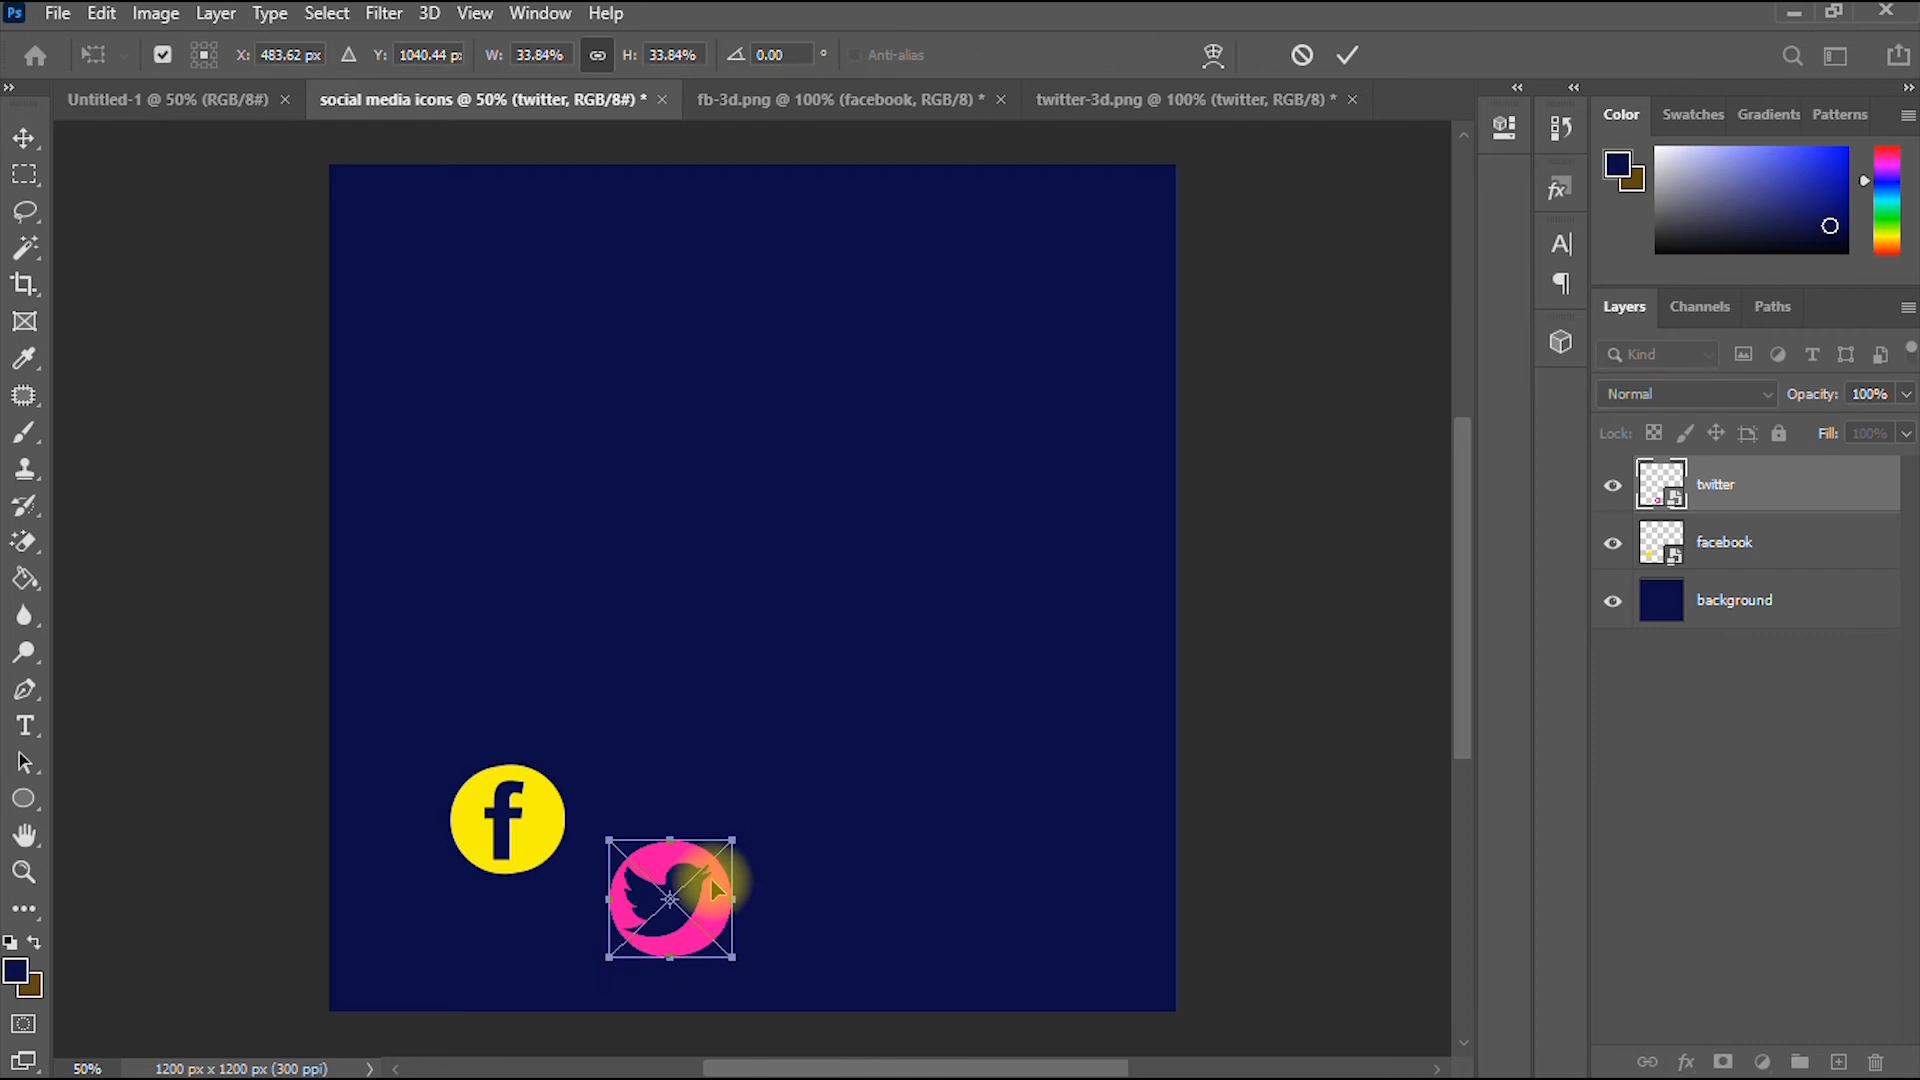 Ps File Edit Image Layer Type Select Filter 3D View Window Help
X: 483.62 px Y: 1040.44 p W: 33.84% H: 33.84% 0.00 ° Anti-alias
Untitled-1 @ 50% (RGB/8#) × social media icons @ 50% (twitter, RGB/8#) * × fb-3d.png @ 100% (facebook, RGB/8) * × twitter-3d.png @ 100% (twitter, RGB/8) * ×
Color Swatches Gradients Patterns
Layers Channels Paths
Kind
Normal Opacity: 100%
Lock: Fill: 100%
twitter
facebook
background
f
50% 1200 px x 1200 px (300 ppi)